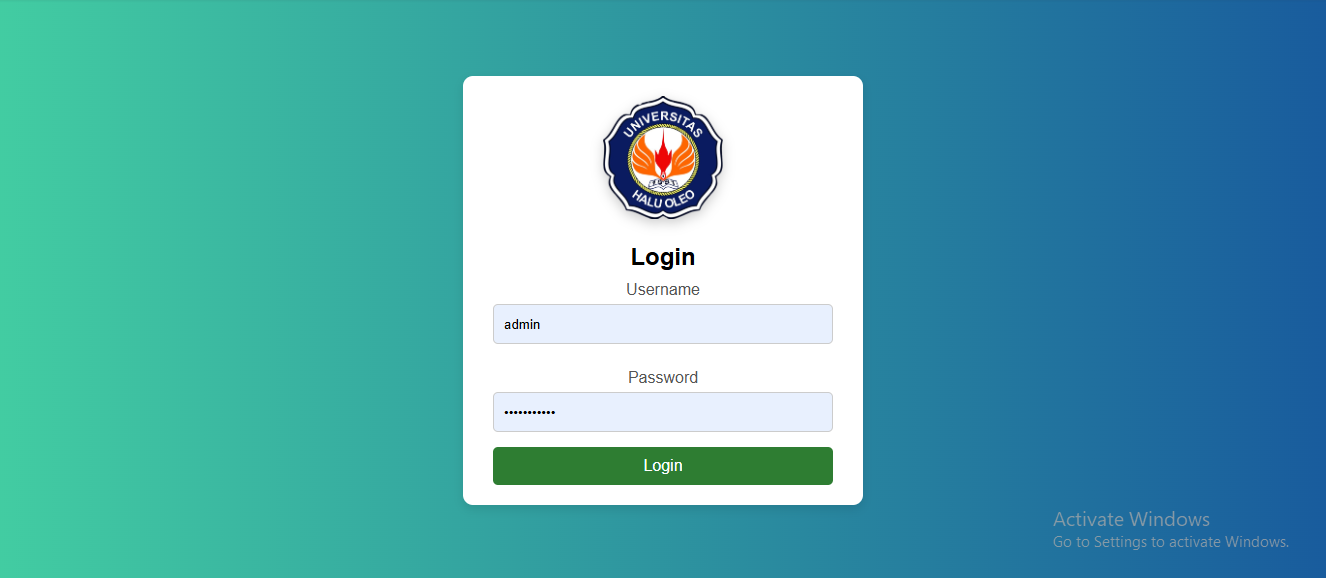 UNIVERSITAS
HALU OLEO
Login
Username
admin
Password
•••••••••••
Login
Activate Windows
Go to Settings to activate Windows.